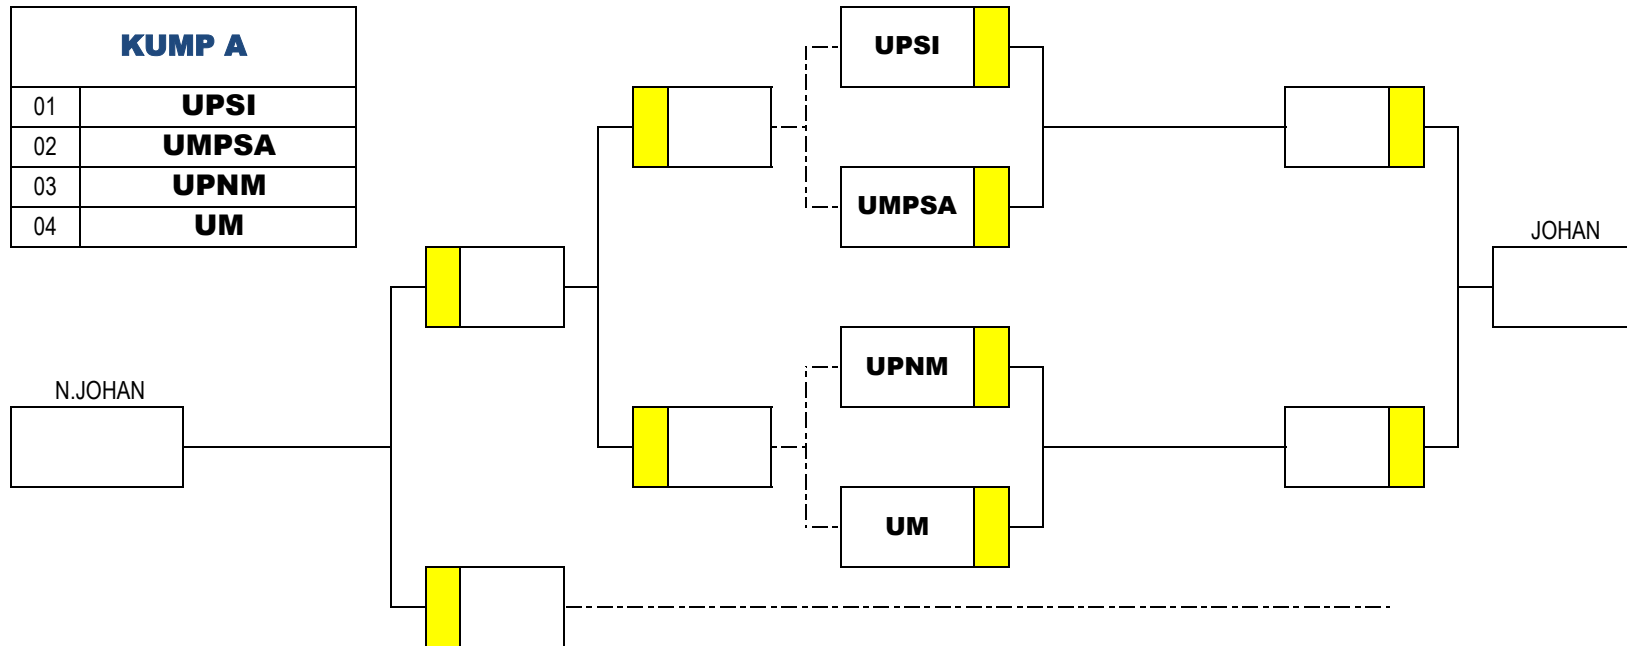 KUMP A
01 UPSI
02 UMPSA
03 UPNM
04 UM
UPSI
UMPSA
JOHAN
UPNM
N.JOHAN
UM